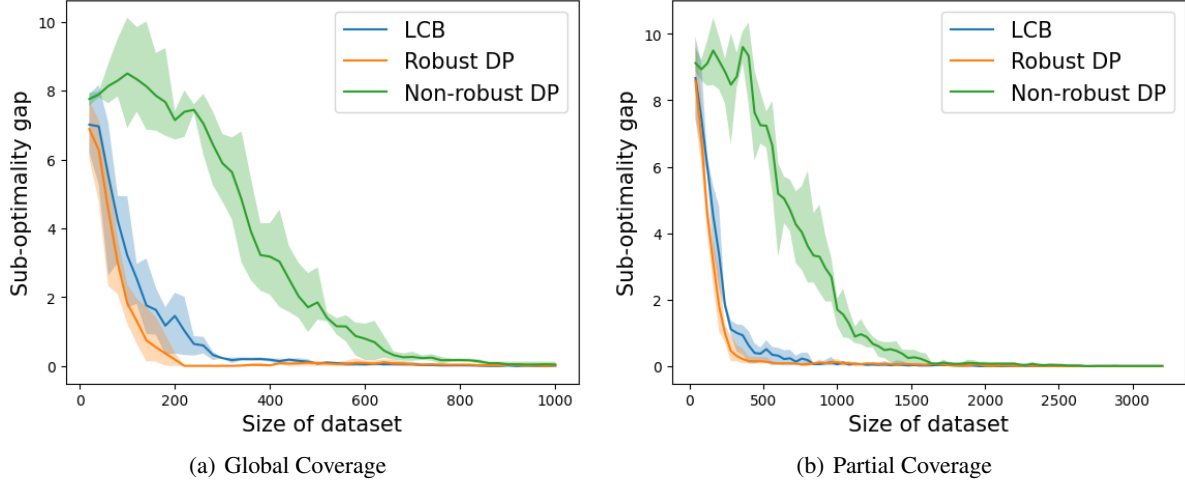 LCB
Robust DP
Non-robust DP
Sub-optimality gap
10
8
6
4
2
0
0 200 400 600 800 1000
Size of dataset
(a) Global Coverage
LCB
Robust DP
Non-robust DP
Sub-optimality gap
10
8
6
4
2
0
0 500 1000 1500 2000 2500 3000
Size of dataset
(b) Partial Coverage